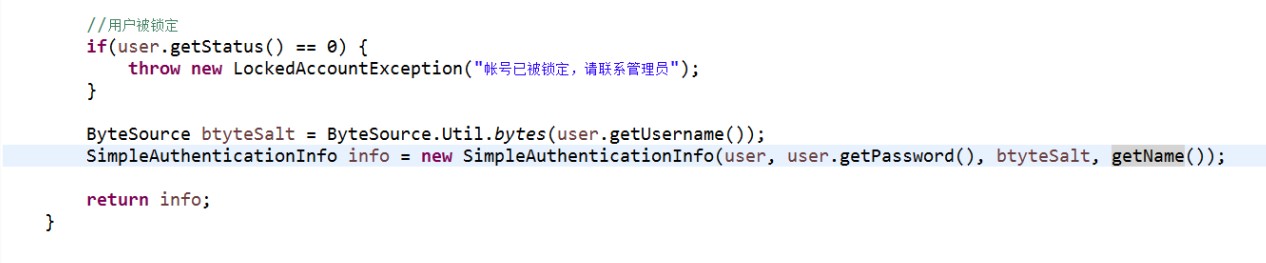 //用户被锁定
if(user.getStatus() == 0) {
throw new LockedAccountException("帐号已被锁定，请联系管理员");
}
ByteSource btyteSalt = ByteSource.Util.bytes(user.getUsername());
SimpleAuthenticationInfo info = new SimpleAuthenticationInfo(user, user.getPassword(), btyteSalt, getName());
return info;
}